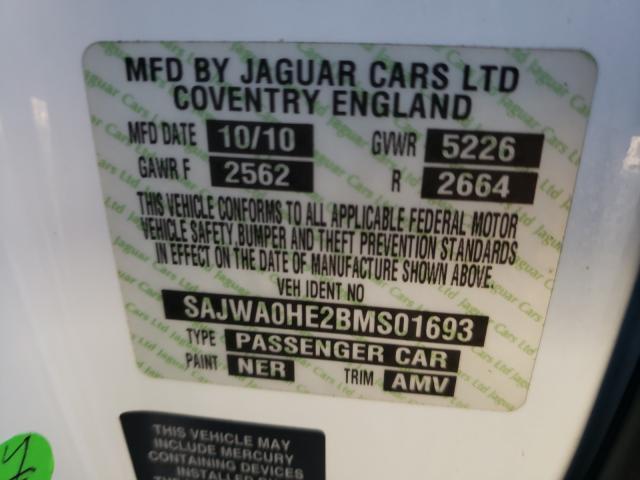 MFD BY JAGUAR CARS LTD
COVENTRY ENGLAND
MFD DATE 10/10 GVWR 5226
GAWR F 2562 R 2664
THIS VEHICLE CONFORMS TO ALL APPLICABLE FEDERAL MOTOR
VEHICLE SAFETY BUMPER AND THEFT PREVENTION STANDARDS
IN EFFECT ON THE DATE OF MANUFACTURE SHOWN ABOVE.
VEH IDENT NO
SAJWA0HE2BMS01693
TYPE PASSENGER CAR
PAINT NER TRIM AMV
THIS VEHICLE MAY
INCLUDE MERCURY
CONTAINING DEVICES